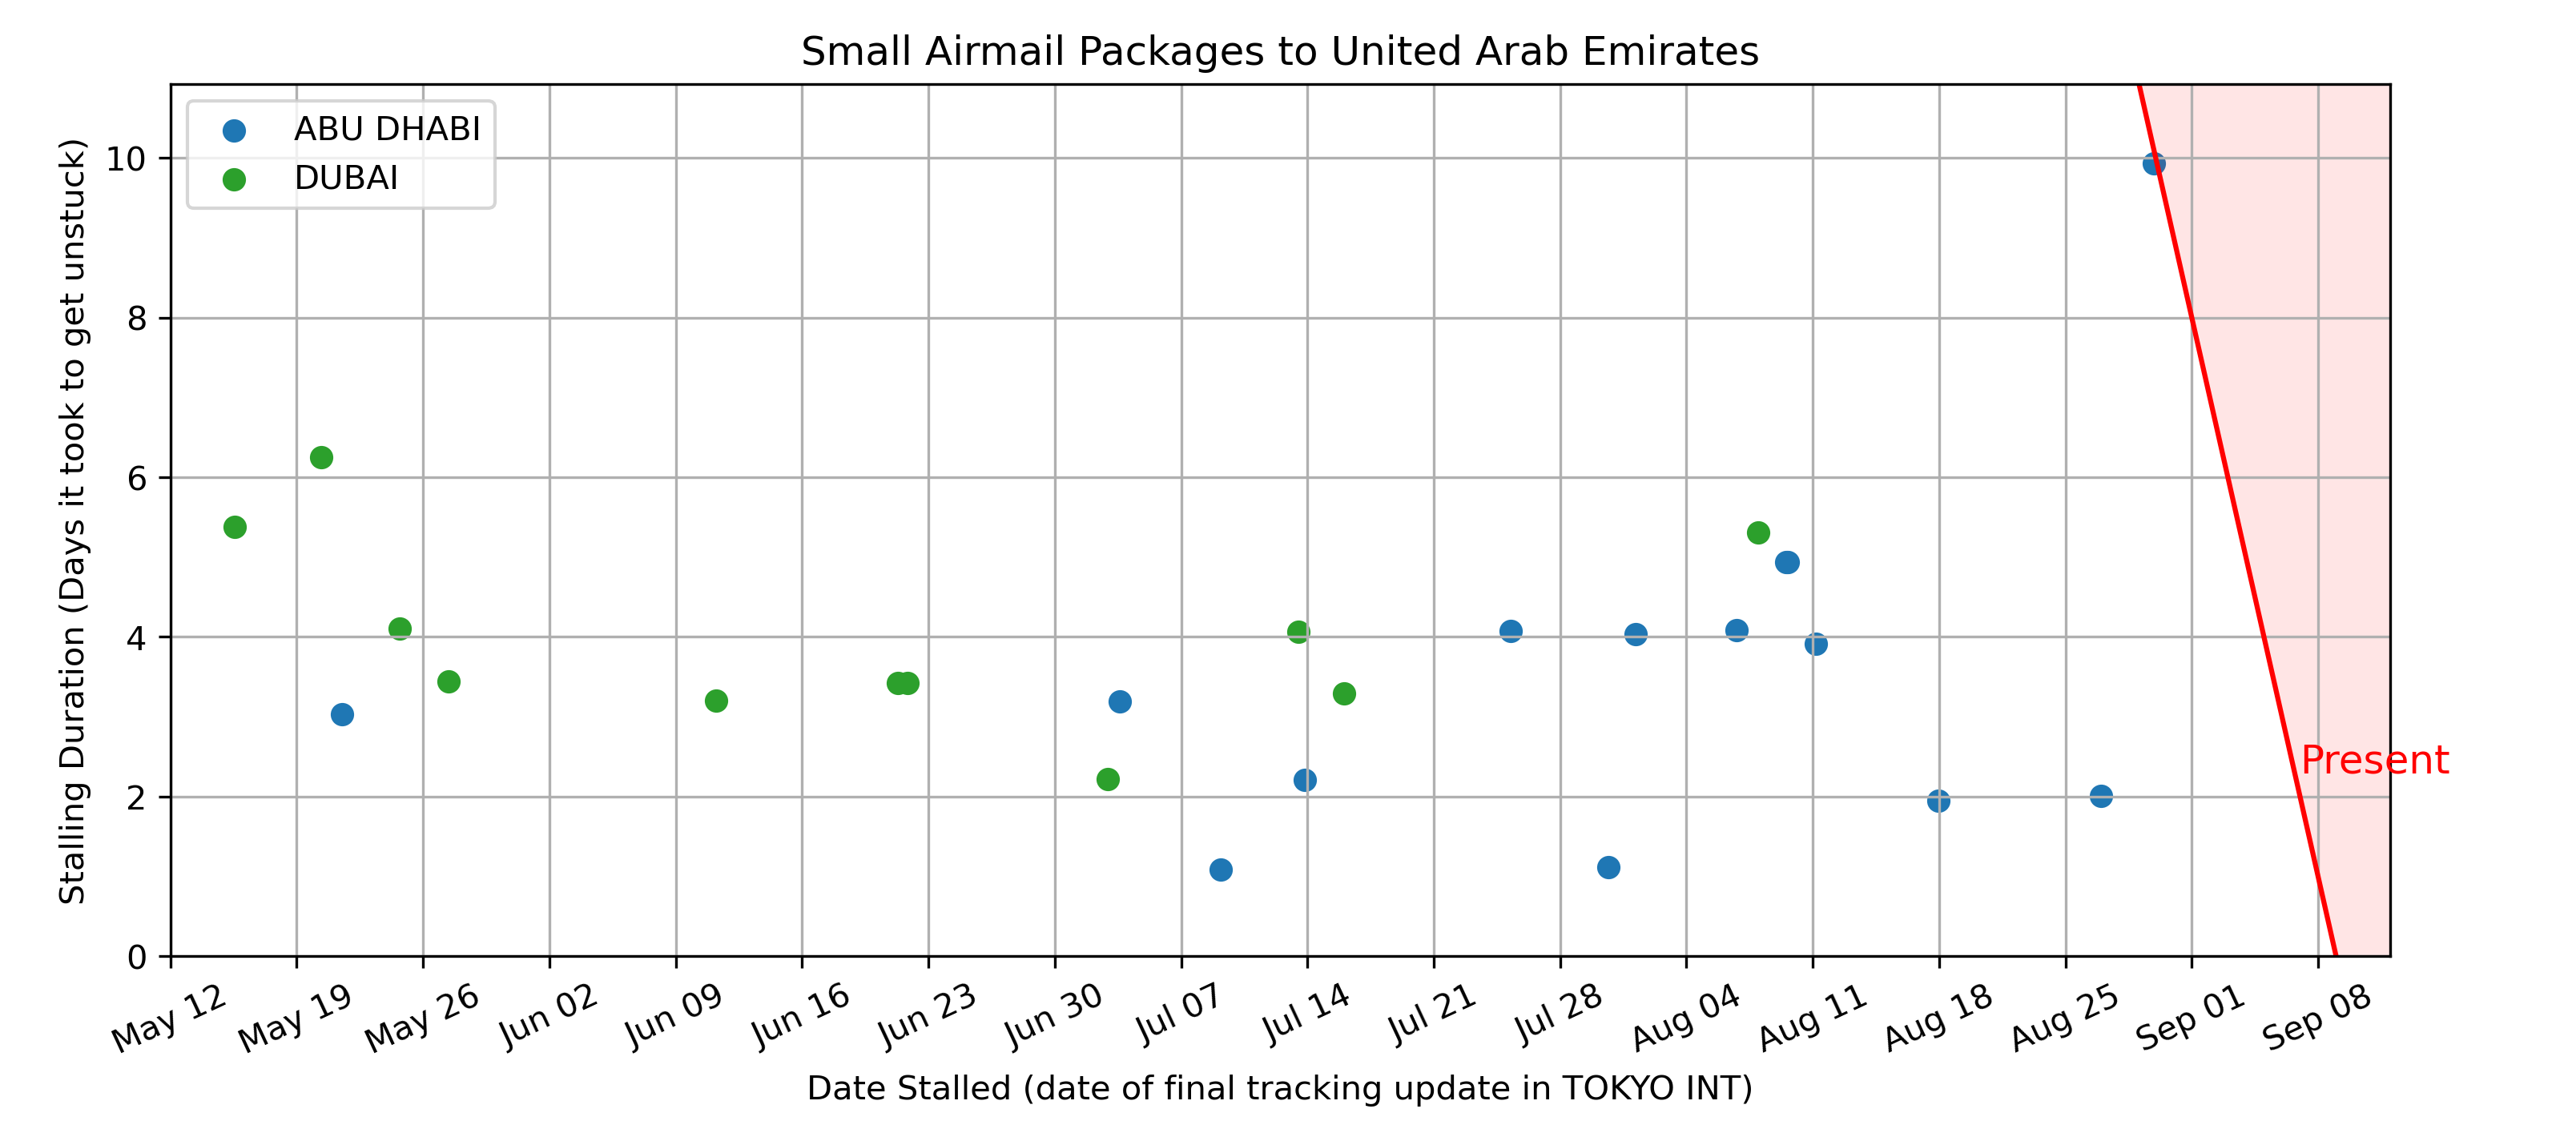 Small Airmail Packages to United Arab Emirates
ABU DHABI
DUBAI
Stalling Duration (Days it took to get unstuck)
10
8
6
4
2
0
Present
May 12
May 19
May 26
Jun 02
Jun 09
Jun 16
Jun 23
Jun 30
Jul 07
Jul 14
Jul 21
Jul 28
Aug 04
Aug 11
Aug 18
Aug 25
Sep 01
Sep 08
Date Stalled (date of final tracking update in TOKYO INT)